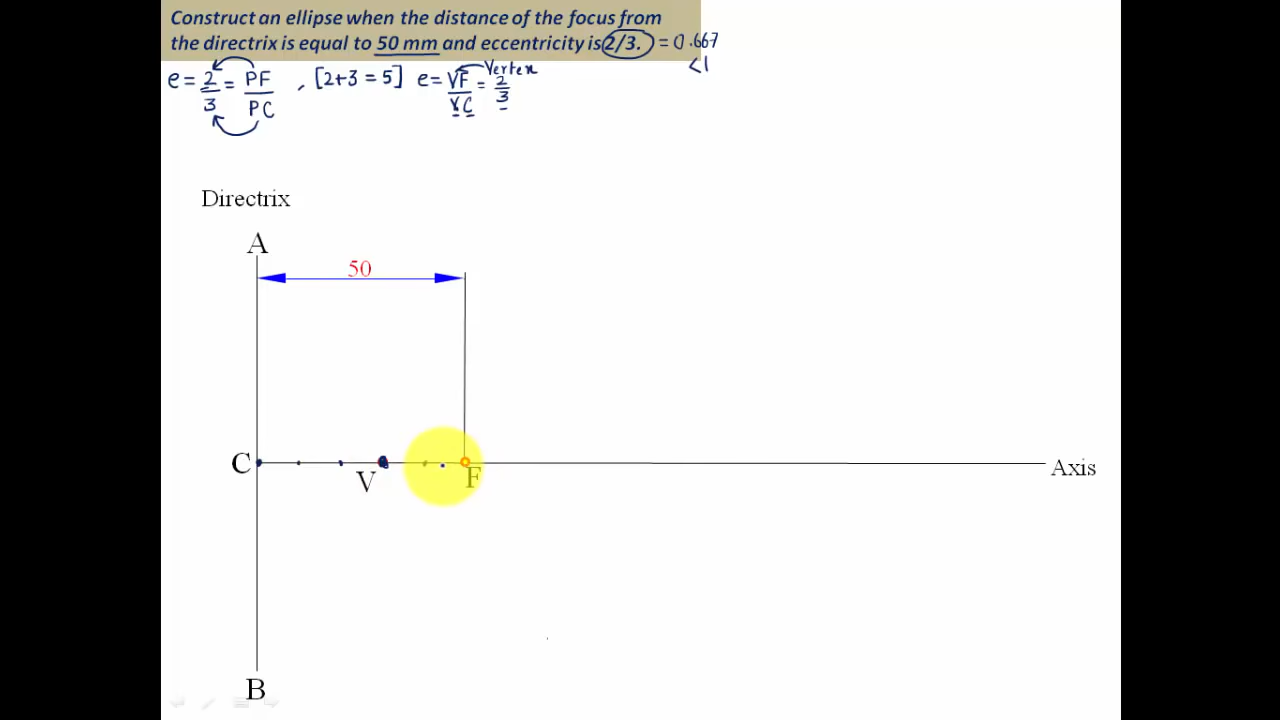 Construct an ellipse when the distance of the focus from
the directrix is equal to 50 mm and eccentricity is 2/3. = 0.667
<1
e = 2/3 = PF/PC , [2+3 = 5] e = VF/VC = 2/3 Vertex
Directrix
A
50
C
V
F
Axis
B